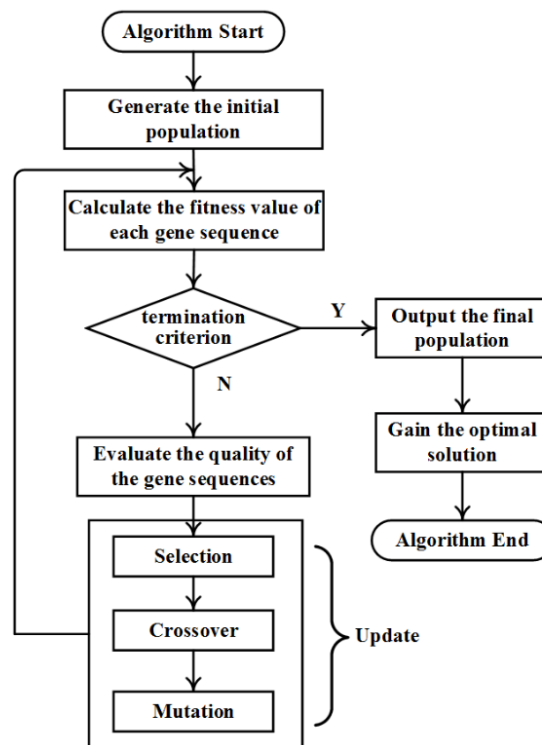 Algorithm Start
Generate the initial
population
Calculate the fitness value of
each gene sequence
termination
criterion
Y
N
Output the final
population
Gain the optimal
solution
Algorithm End
Evaluate the quality of
the gene sequences
Selection
Crossover
Mutation
Update